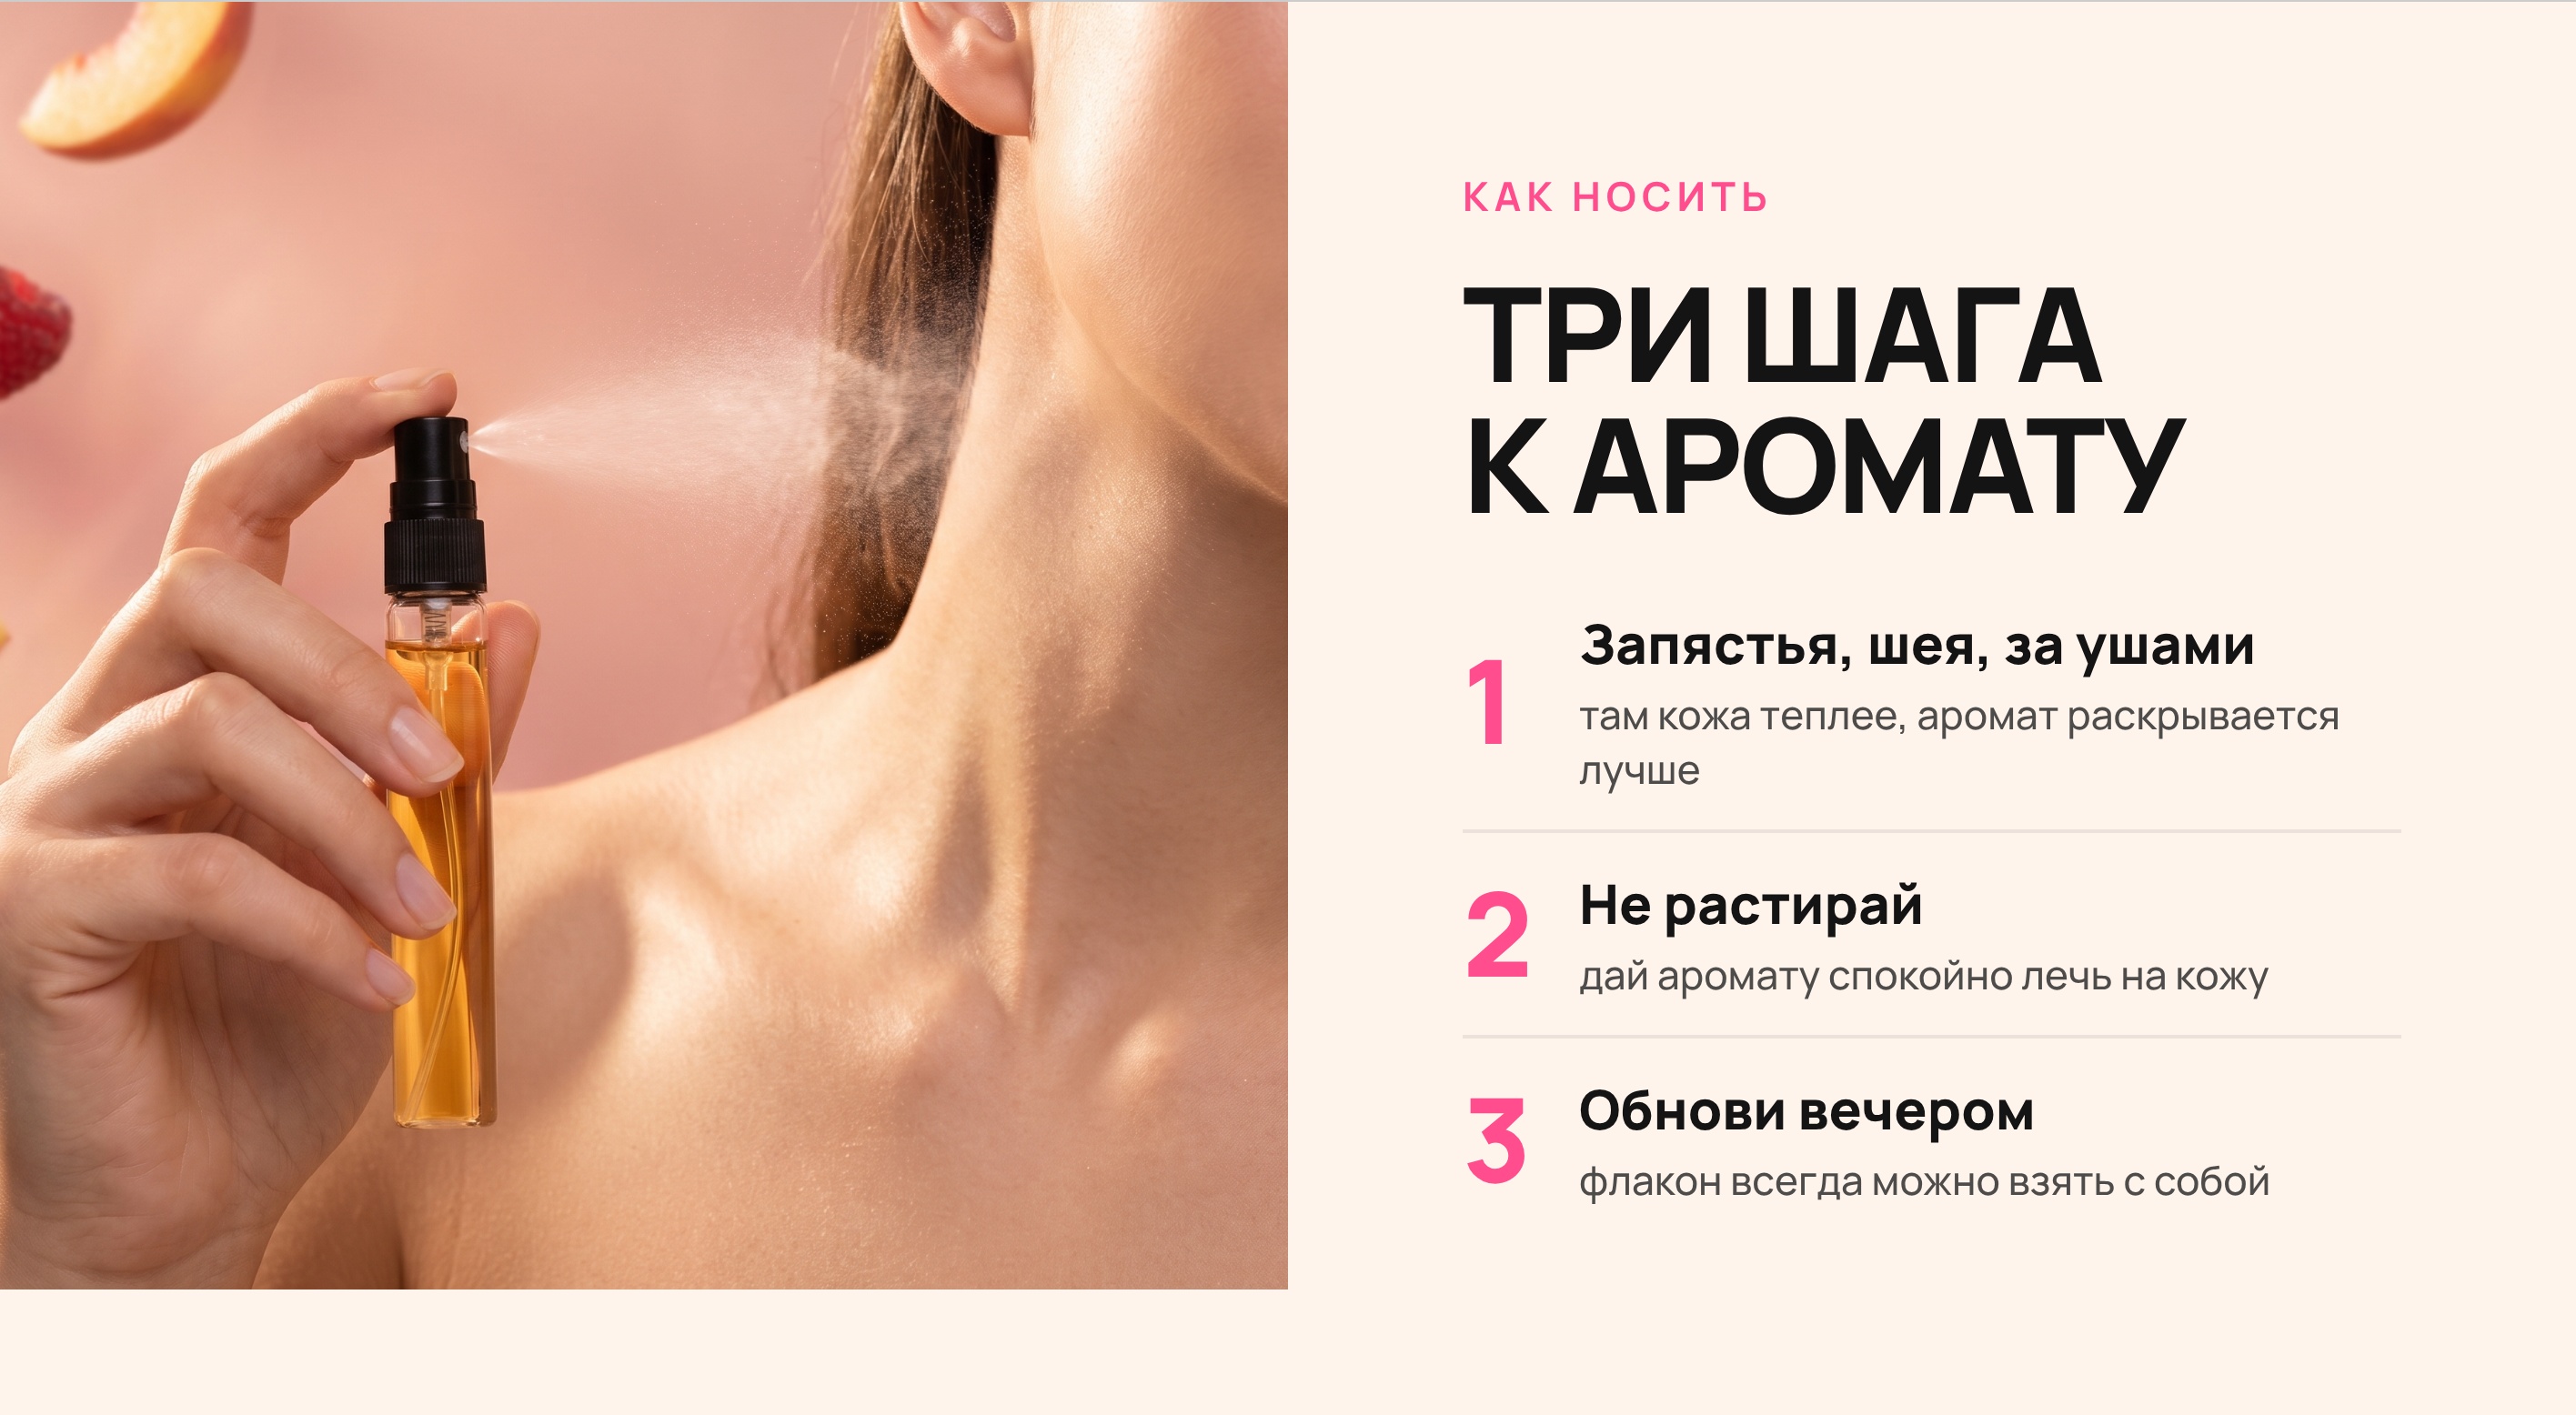 КАК НОСИТЬ
ТРИ ШАГА
К АРОМАТУ
1
Запястья, шея, за ушами
там кожа теплее, аромат раскрывается
лучше
2
Не растирай
дай аромату спокойно лечь на кожу
3
Обнови вечером
флакон всегда можно взять с собой